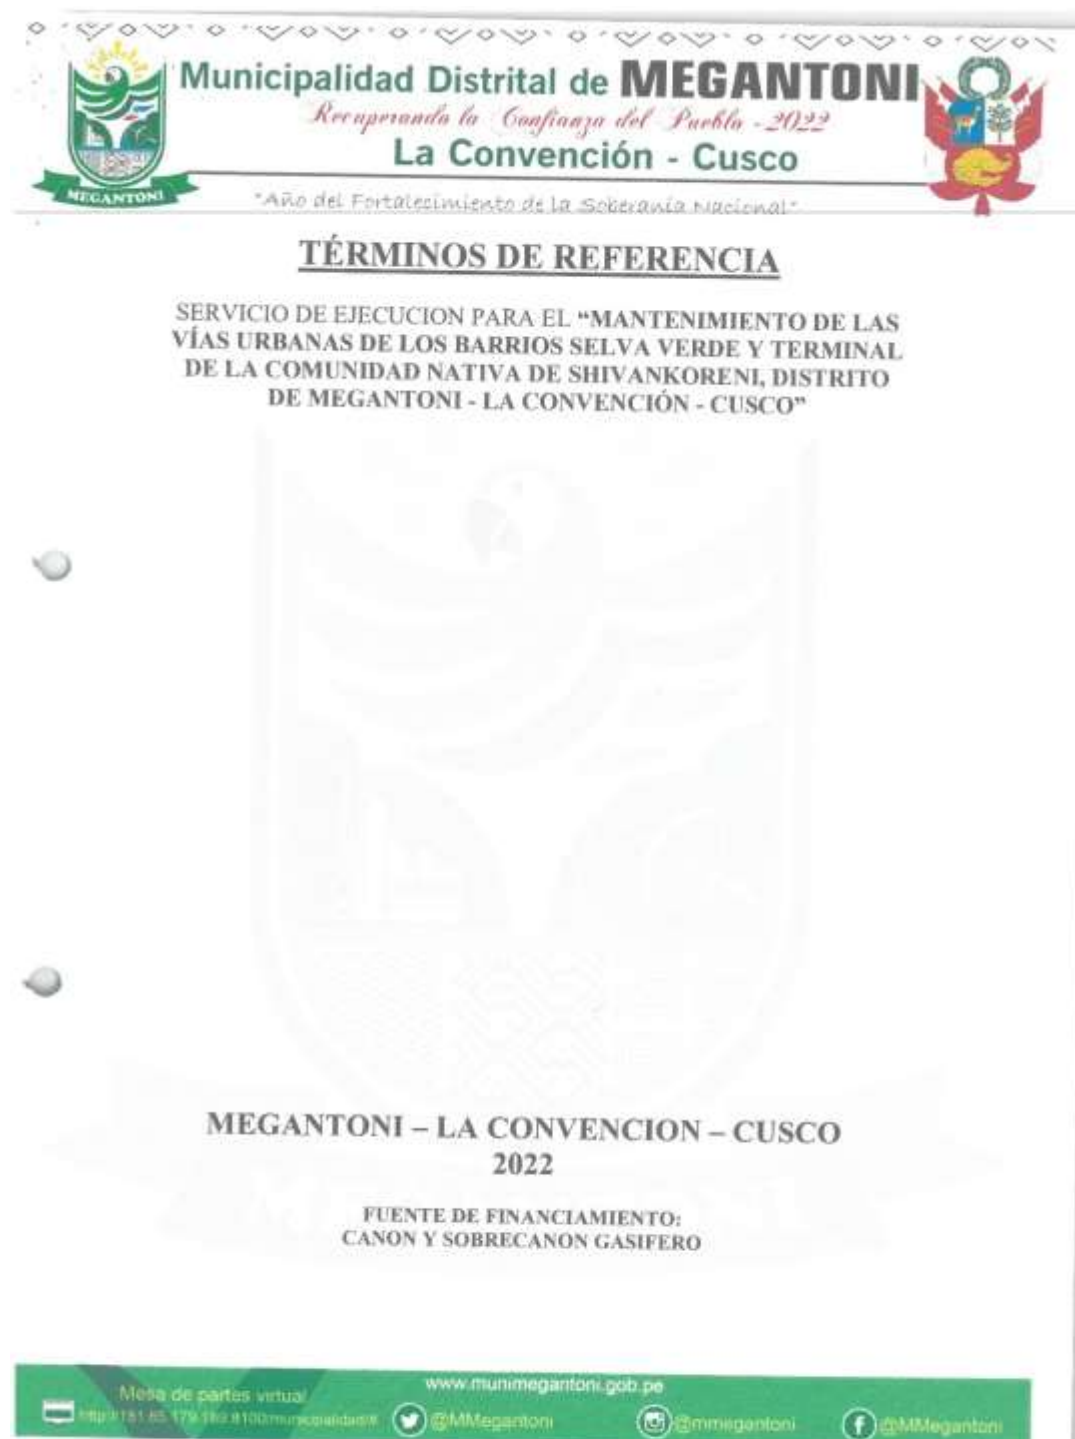 Municipalidad Distrital de MEGANTONI
Recuperando la Confianza del Pueblo - 2022
La Convención - Cusco
MEGANTONI
"Año del Fortalecimiento de la Soberanía Nacional"
TÉRMINOS DE REFERENCIA
SERVICIO DE EJECUCION PARA EL “MANTENIMIENTO DE LAS
VÍAS URBANAS DE LOS BARRIOS SELVA VERDE Y TERMINAL
DE LA COMUNIDAD NATIVA DE SHIVANKORENI, DISTRITO
DE MEGANTONI - LA CONVENCIÓN - CUSCO”
MEGANTONI – LA CONVENCION – CUSCO
2022
FUENTE DE FINANCIAMIENTO:
CANON Y SOBRECANON GASIFERO
www.munimegantoni.gob.pe
Mesa de partes virtual
@MMegantoni
@mmegantoni
@MMegantoni